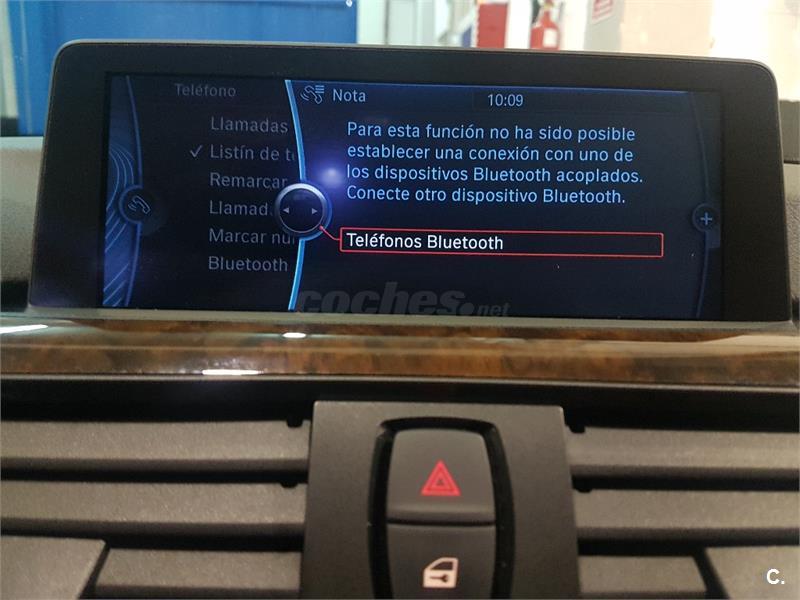 Teléfono
Nota
10:09
Llamadas
✓ Listín de t
Remarcar
Llamad
Marcar nu
Bluetooth
Para esta función no ha sido posible
establecer una conexión con uno de
los dispositivos Bluetooth acoplados.
Conecte otro dispositivo Bluetooth.
Teléfonos Bluetooth
coches.net
C.